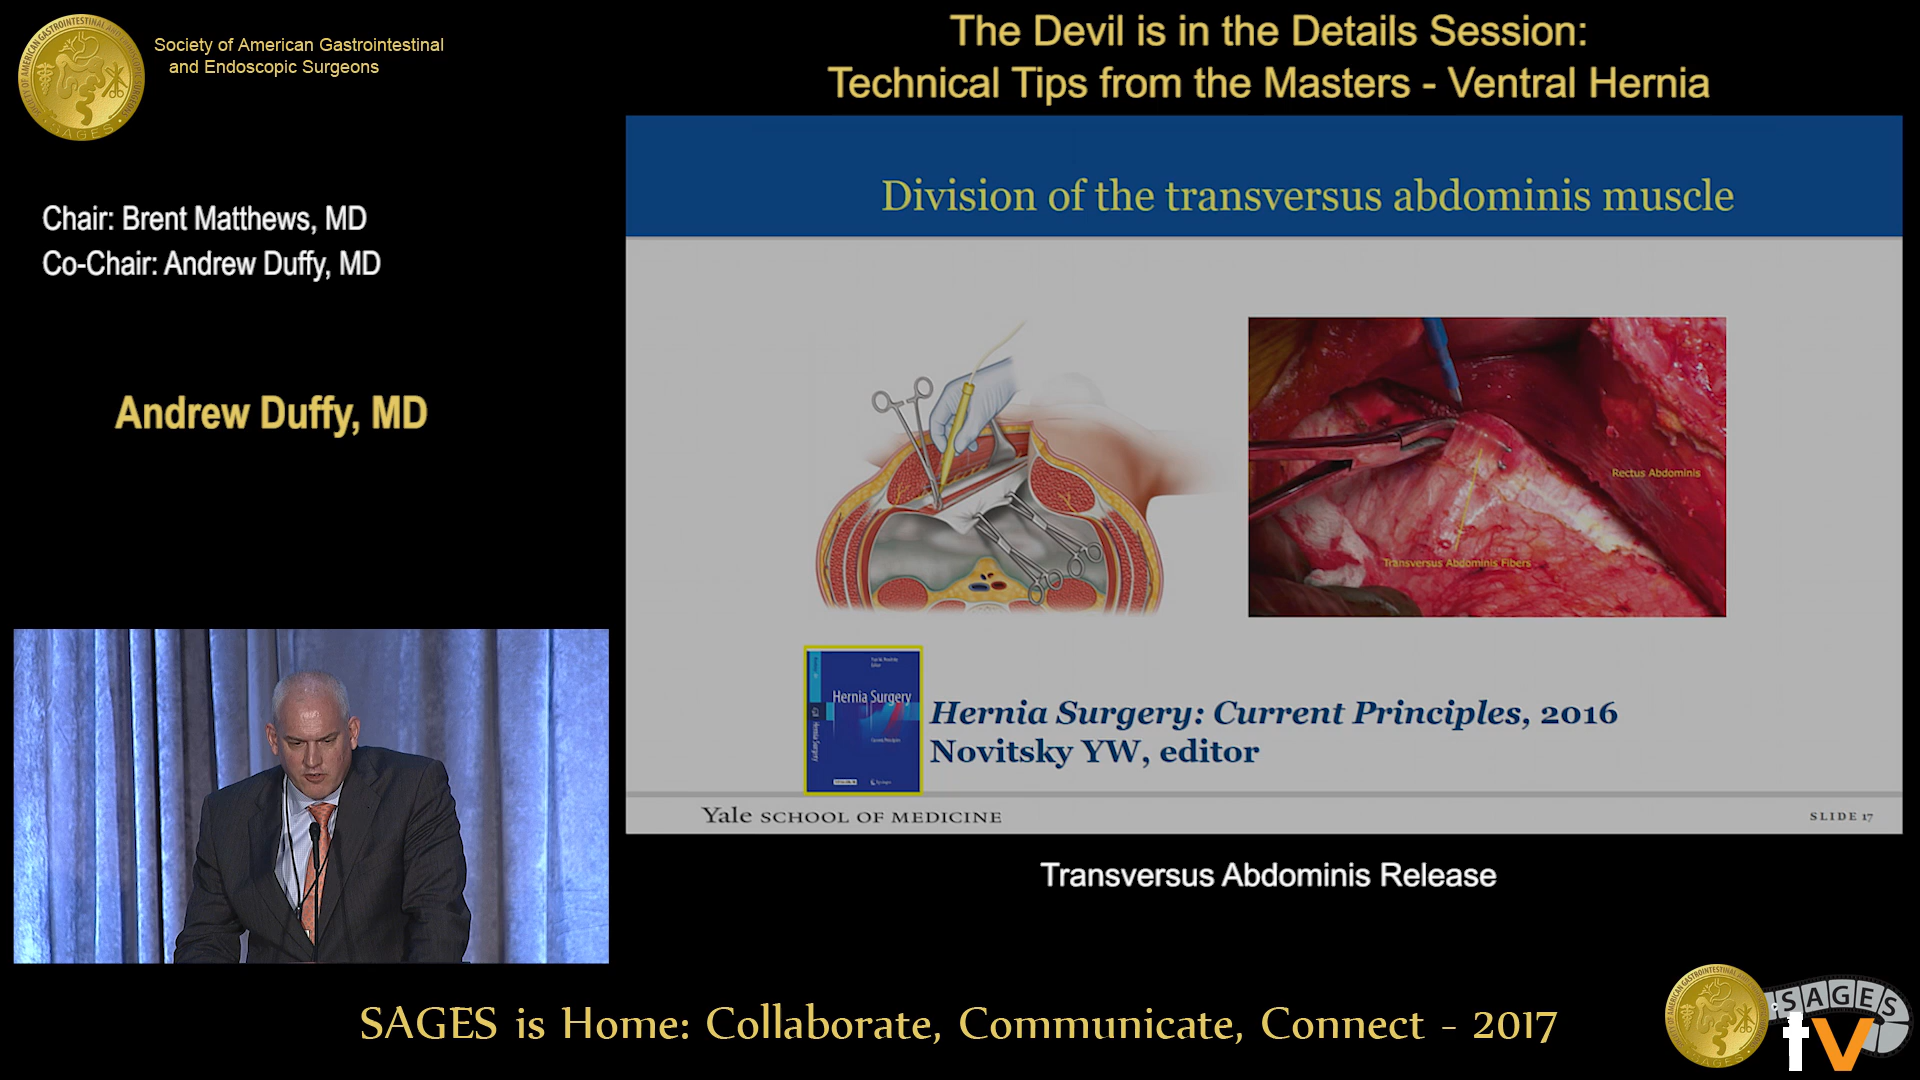 Society of American Gastrointestinal
and Endoscopic Surgeons
The Devil is in the Details Session:
Technical Tips from the Masters - Ventral Hernia
Chair: Brent Matthews, MD
Co-Chair: Andrew Duffy, MD
Andrew Duffy, MD
Division of the transversus abdominis muscle
Rectus Abdominis
Transversus Abdominis Fibers
Hernia Surgery
Hernia Surgery: Current Principles, 2016
Novitsky YW, editor
Yale SCHOOL OF MEDICINE
SLIDE 17
Transversus Abdominis Release
SAGES is Home: Collaborate, Communicate, Connect - 2017
SAGES
tv